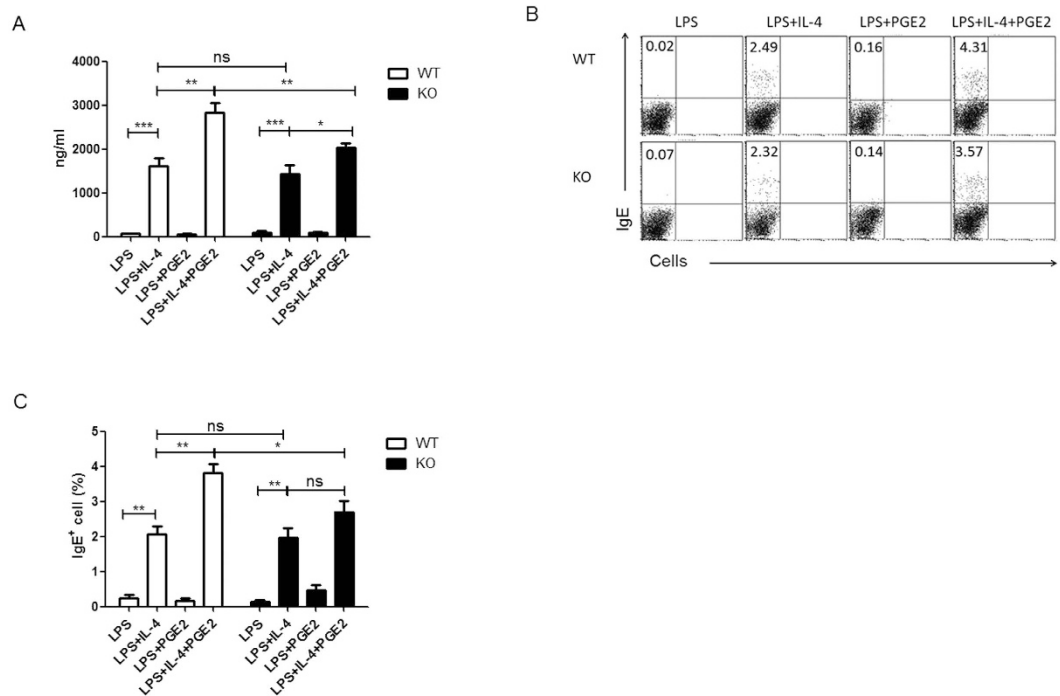 A
ns
**
**
***
***
*
ng/ml
4000
3000
2000
1000
0
WT
KO
LPS
LPS+IL-4
LPS+PGE2
LPS+IL-4+PGE2
LPS
LPS+IL-4
LPS+PGE2
LPS+IL-4+PGE2
B
LPS LPS+IL-4 LPS+PGE2 LPS+IL-4+PGE2
WT
0.02 2.49 0.16 4.31
KO
0.07 2.32 0.14 3.57
IgE
Cells
C
ns
**
*
**
**
ns
IgE+ cell (%)
5
4
3
2
1
0
WT
KO
LPS
LPS+IL-4
LPS+PGE2
LPS+IL-4+PGE2
LPS
LPS+IL-4
LPS+PGE2
LPS+IL-4+PGE2